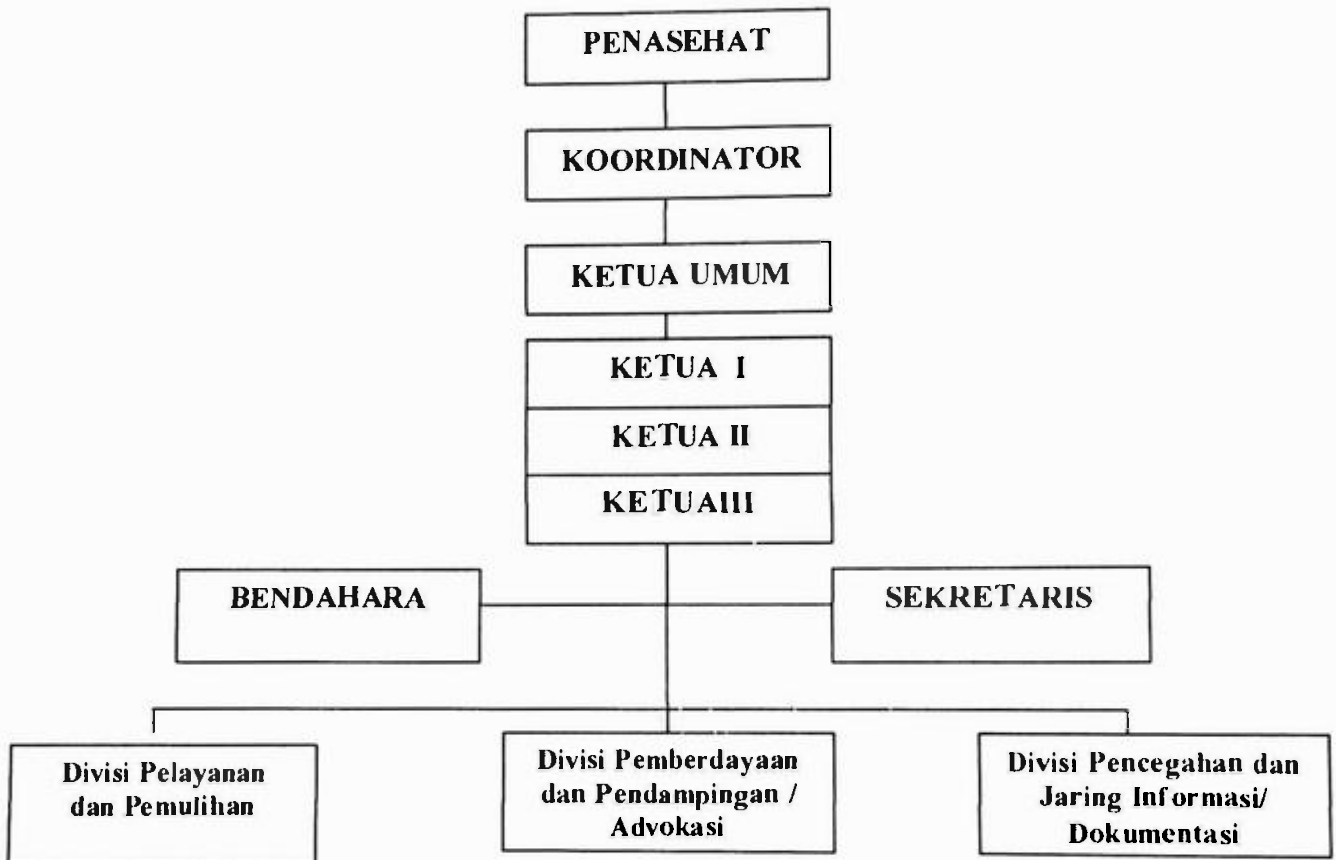 PENASEHAT
KOORDINATOR
KETUA UMUM
KETUA I
KETUA II
KETUAIII
BENDAHARA
SEKRETARIS
Divisi Pelayanan
dan Pemulihan
Divisi Pemberdayaan
dan Pendampingan /
Advokasi
Divisi Pencegahan dan
Jaring Informasi/
Dokumentasi